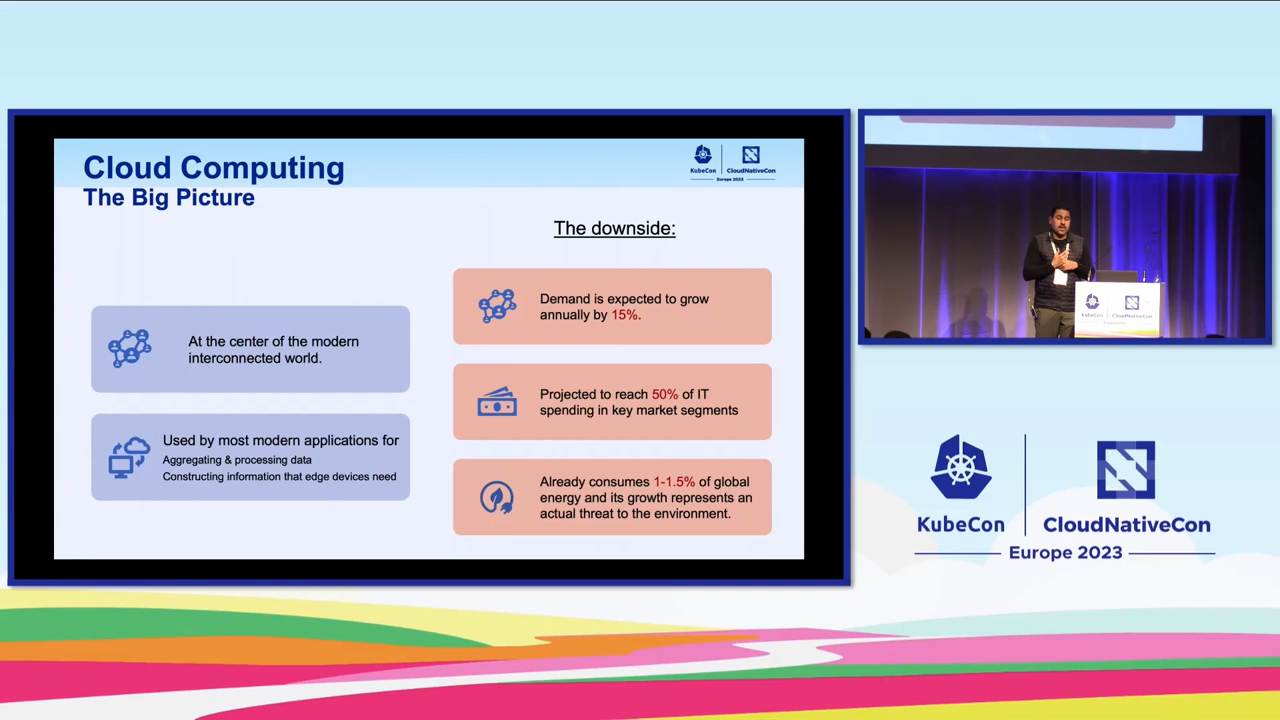 Cloud Computing
The Big Picture
KubeCon
CloudNativeCon
Europe 2023
The downside:
At the center of the modern
interconnected world.
Used by most modern applications for
Aggregating & processing data
Constructing information that edge devices need
Demand is expected to grow
annually by 15%.
Projected to reach 50% of IT
spending in key market segments
Already consumes 1-1.5% of global
energy and its growth represents an
actual threat to the environment.
KubeCon
CloudNativeCon
KubeCon
CloudNativeCon
Europe 2023